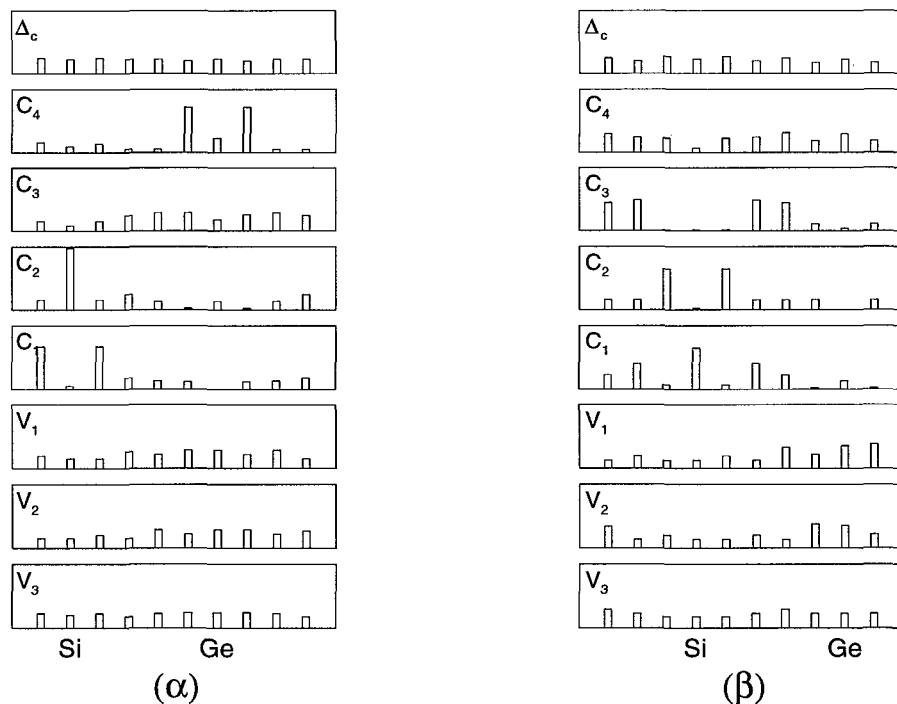 Δc
C4
C3
C2
C1
V1
V2
V3
Si Ge
(α)
Δc
C4
C3
C2
C1
V1
V2
V3
Si Ge
(β)